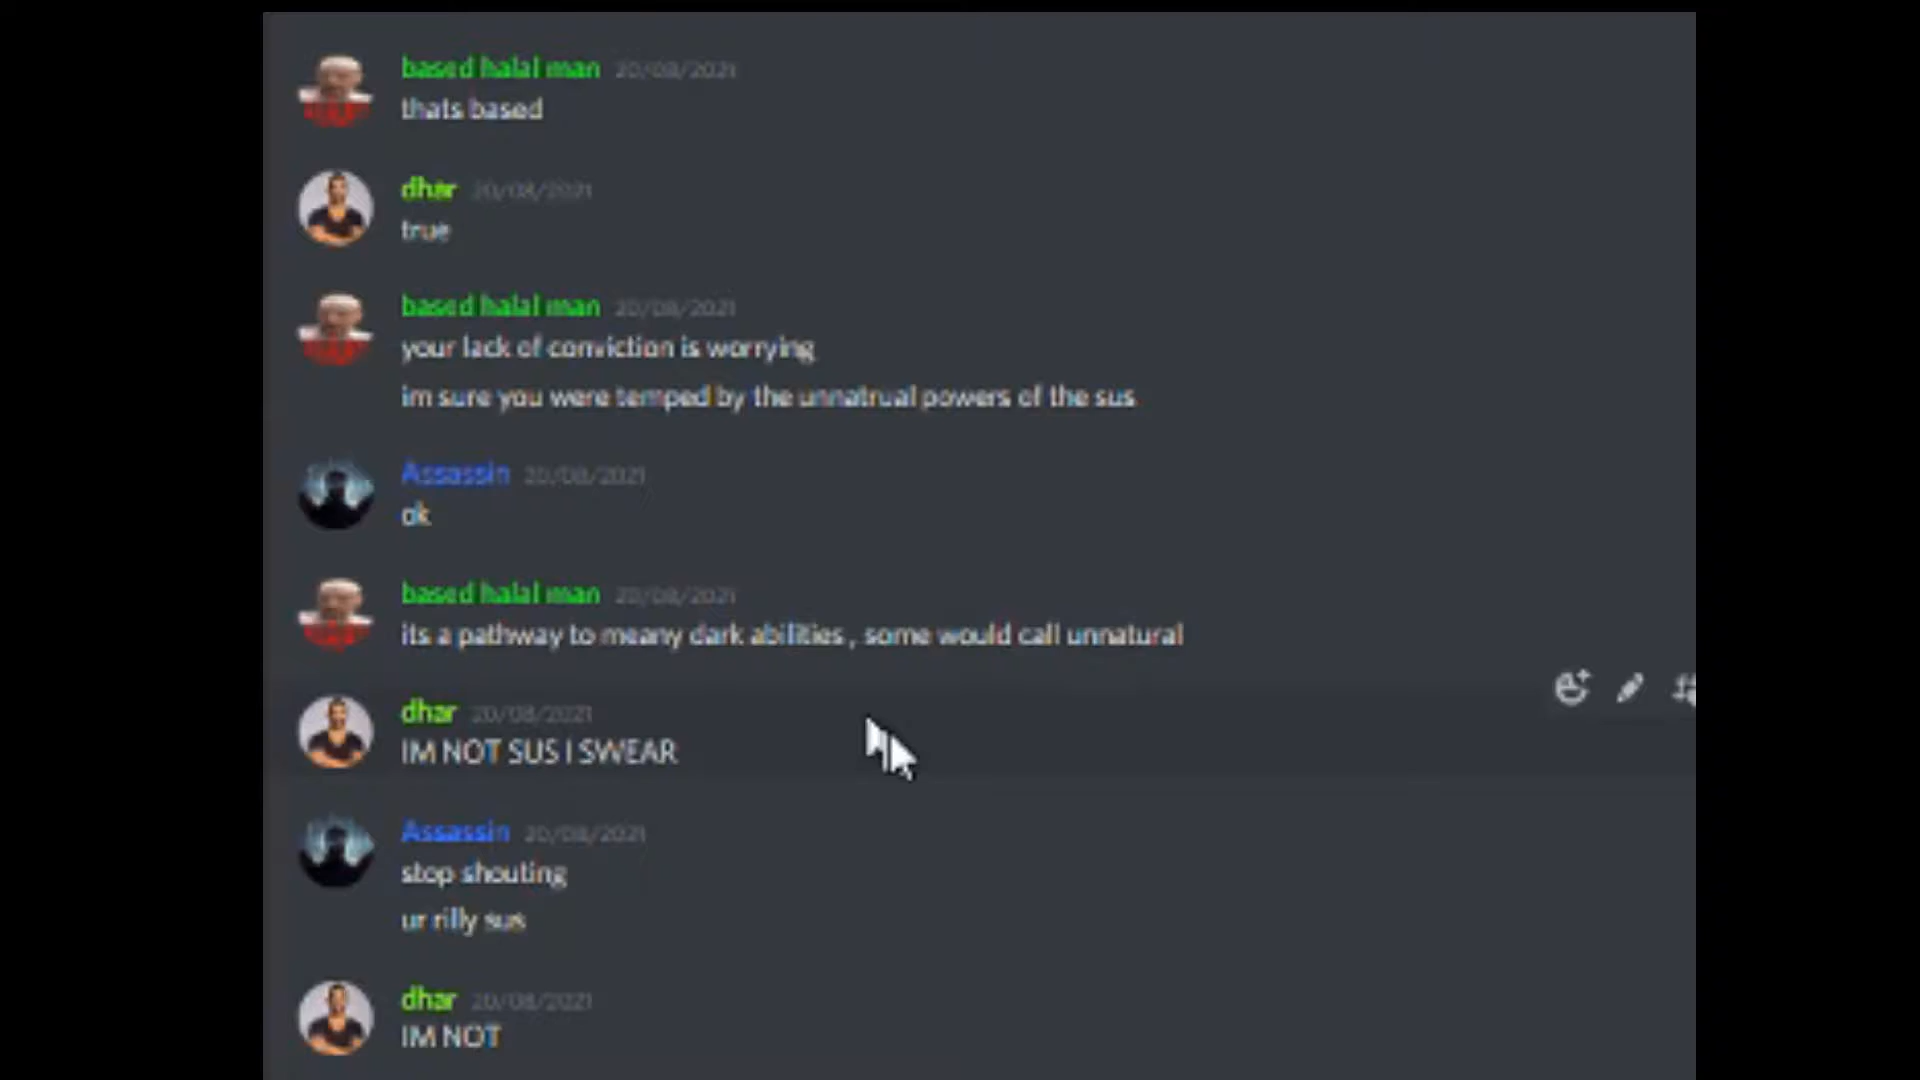 based halal man 20/08/2021
thats based
dhar 20/08/2021
true
based halal man 20/08/2021
your lack of conviction is worrying
im sure you were temped by the unnatrual powers of the sus
Assassin 20/08/2021
ok
based halal man 20/08/2021
its a pathway to meany dark abilities , some would call unnatural
dhar 20/08/2021
IM NOT SUS I SWEAR
Assassin 20/08/2021
stop shouting
ur rilly sus
dhar 20/08/2021
IM NOT